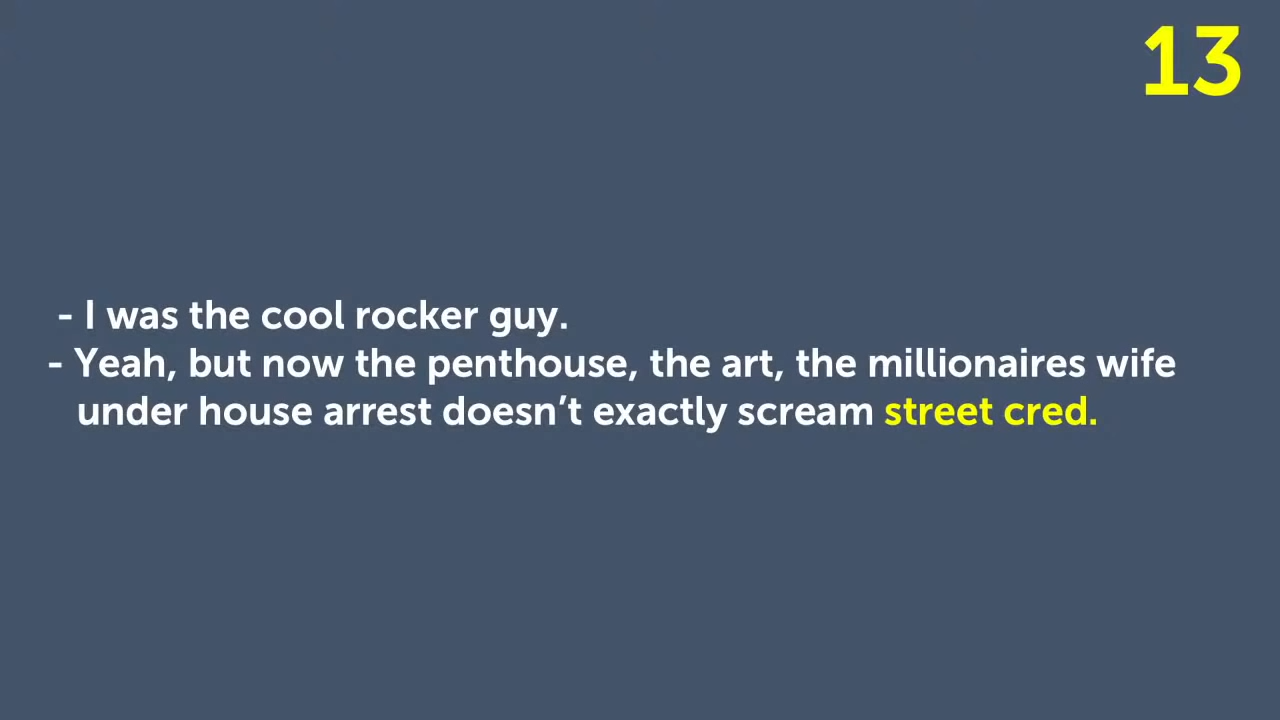 13
- I was the cool rocker guy.
- Yeah, but now the penthouse, the art, the millionaires wife
under house arrest doesn’t exactly scream street cred.